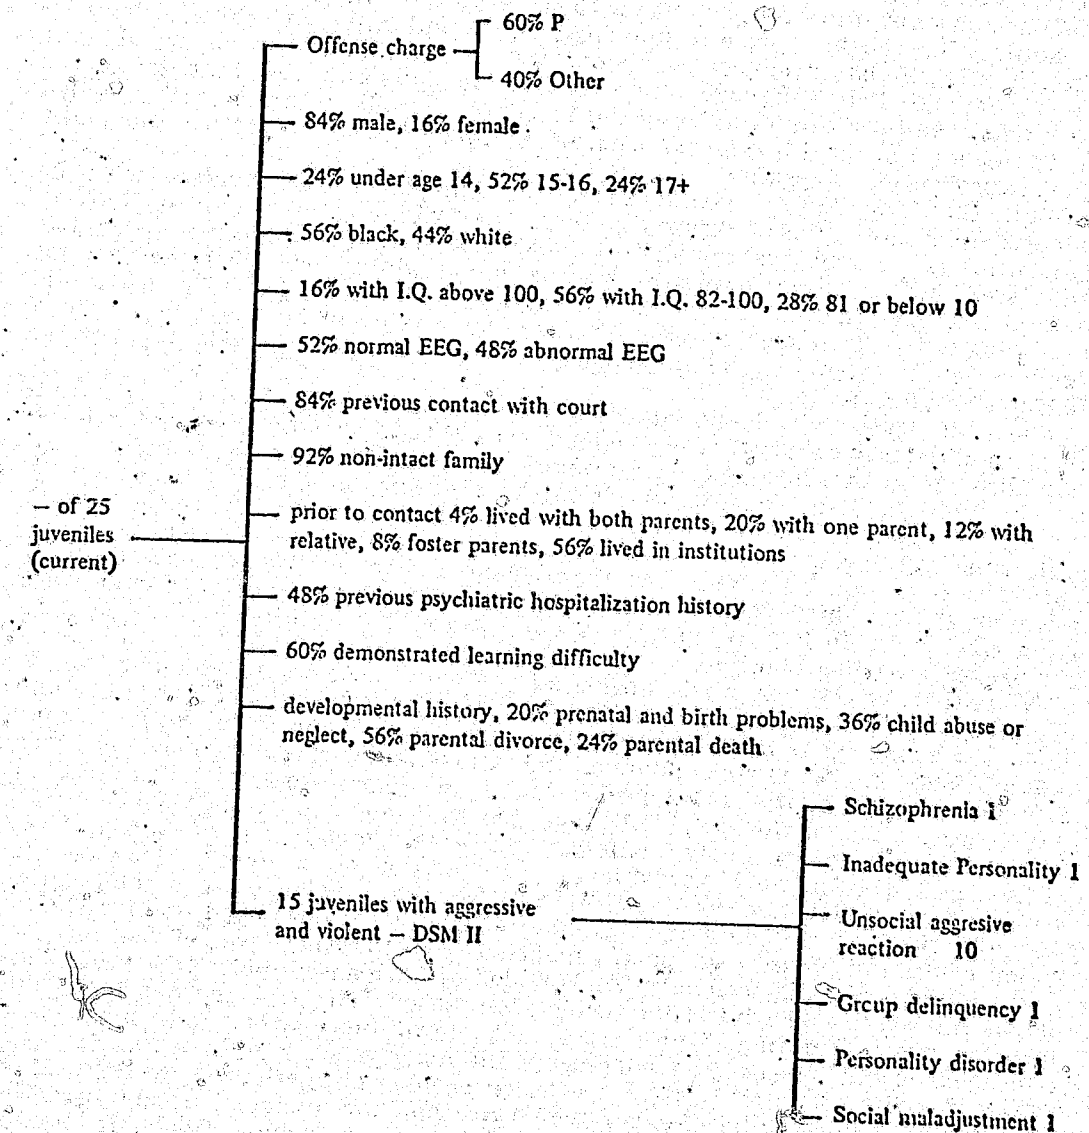 Offense charge
60% P
40% Other
84% male, 16% female
24% under age 14, 52% 15-16, 24% 17+
56% black, 44% white
16% with I.Q. above 100, 56% with I.Q. 82-100, 28% 81 or below 10
52% normal EEG, 48% abnormal EEG
84% previous contact with court
92% non-intact family
— of 25
juveniles
(current)
prior to contact 4% lived with both parents, 20% with one parent, 12% with
relative, 8% foster parents, 56% lived in institutions
48% previous psychiatric hospitalization history
60% demonstrated learning difficulty
developmental history, 20% prenatal and birth problems, 36% child abuse or
neglect, 56% parental divorce, 24% parental death
15 juveniles with aggressive
and violent — DSM II
Schizophrenia 1
Inadequate Personality 1
Unsocial aggresive
reaction 10
Group delinquency 1
Personality disorder 1
Social maladjustment 1